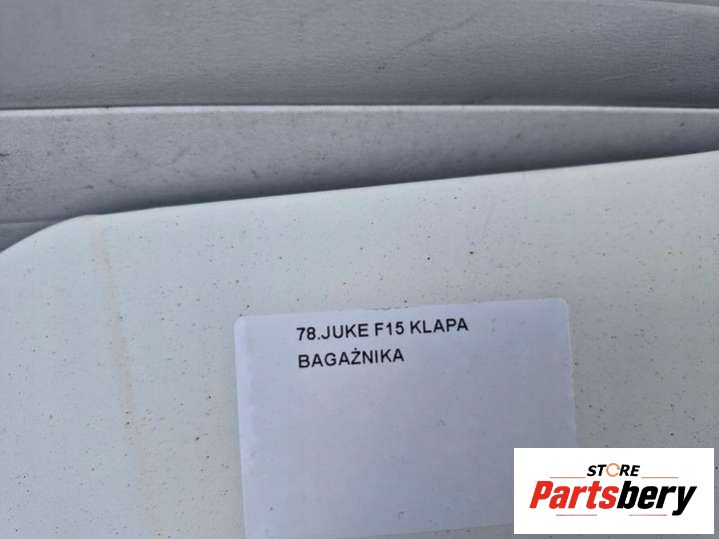 78.JUKE F15 KLAPA
BAGAŻNIKA
STORE
Partsbery